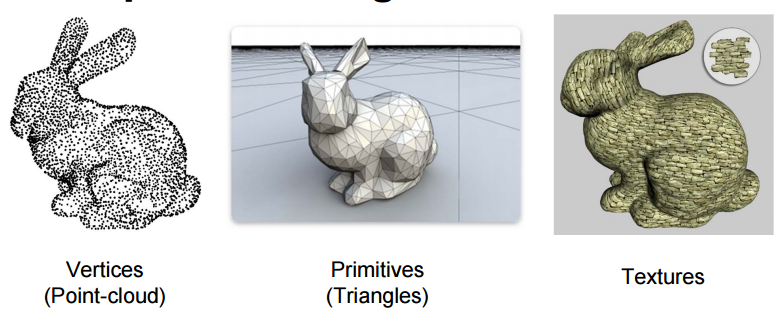 Vertices
(Point-cloud)
Primitives
(Triangles)
Textures